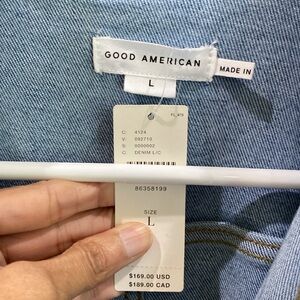 GOOD AMERICAN
MADE IN
L
C: 4124
V: 092710
S: 5000002
C: DENIM L/C
86358199
SIZE
L
$169.00 USD
$189.00 CAD